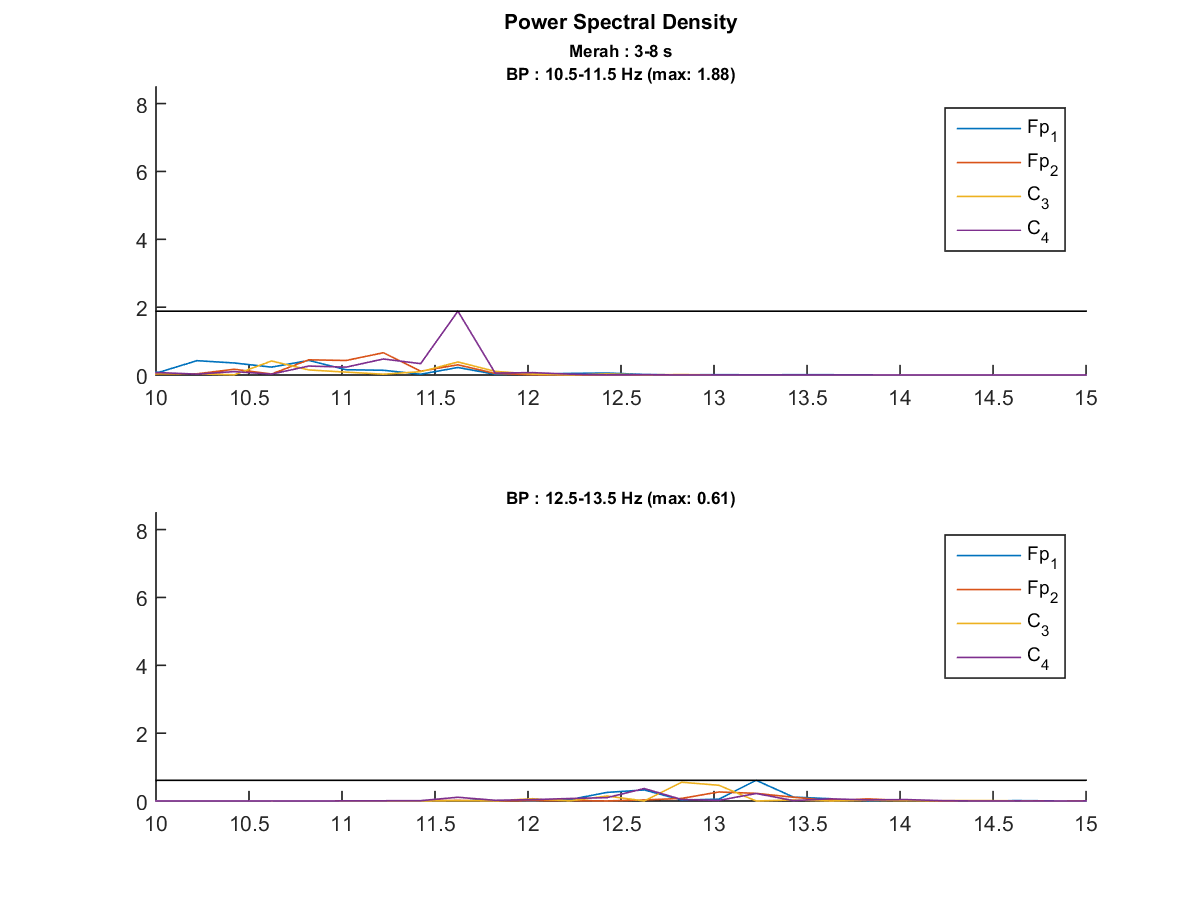 Power Spectral Density
Merah : 3-8 s
BP : 10.5-11.5 Hz (max: 1.88)
8
6
4
2
0
10 10.5 11 11.5 12 12.5 13 13.5 14 14.5 15
Fp1
Fp2
C3
C4
BP : 12.5-13.5 Hz (max: 0.61)
8
6
4
2
0
10 10.5 11 11.5 12 12.5 13 13.5 14 14.5 15
Fp1
Fp2
C3
C4